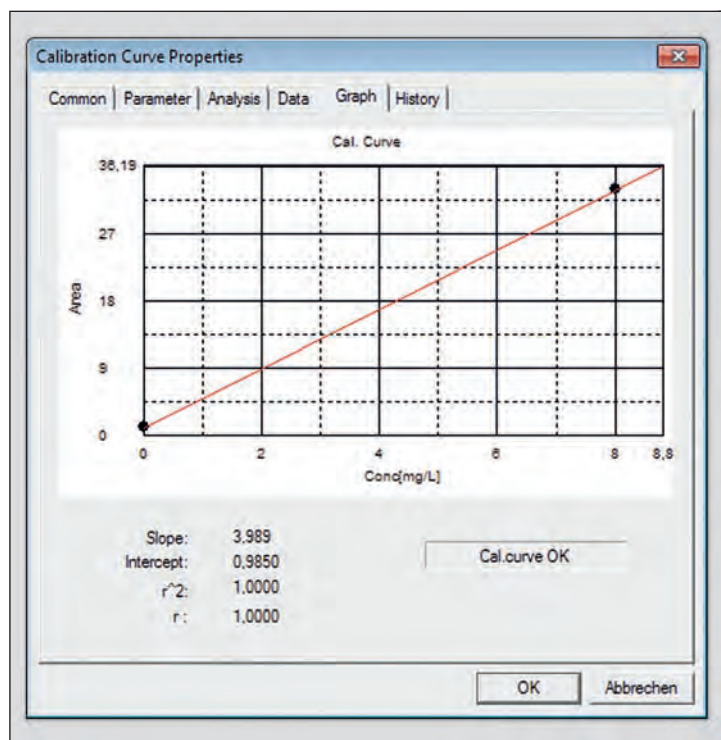 Calibration Curve Properties
Common Parameter Analysis Data Graph History
Cal. Curve
36,19
27
18
9
0
Area
0 2 4 6 8 8,8
Conc[mg/L]
Slope: 3,989
Intercept: 0,9850
r^2: 1.0000
r : 1,0000
Cal.curve OK
OK Abbrechen